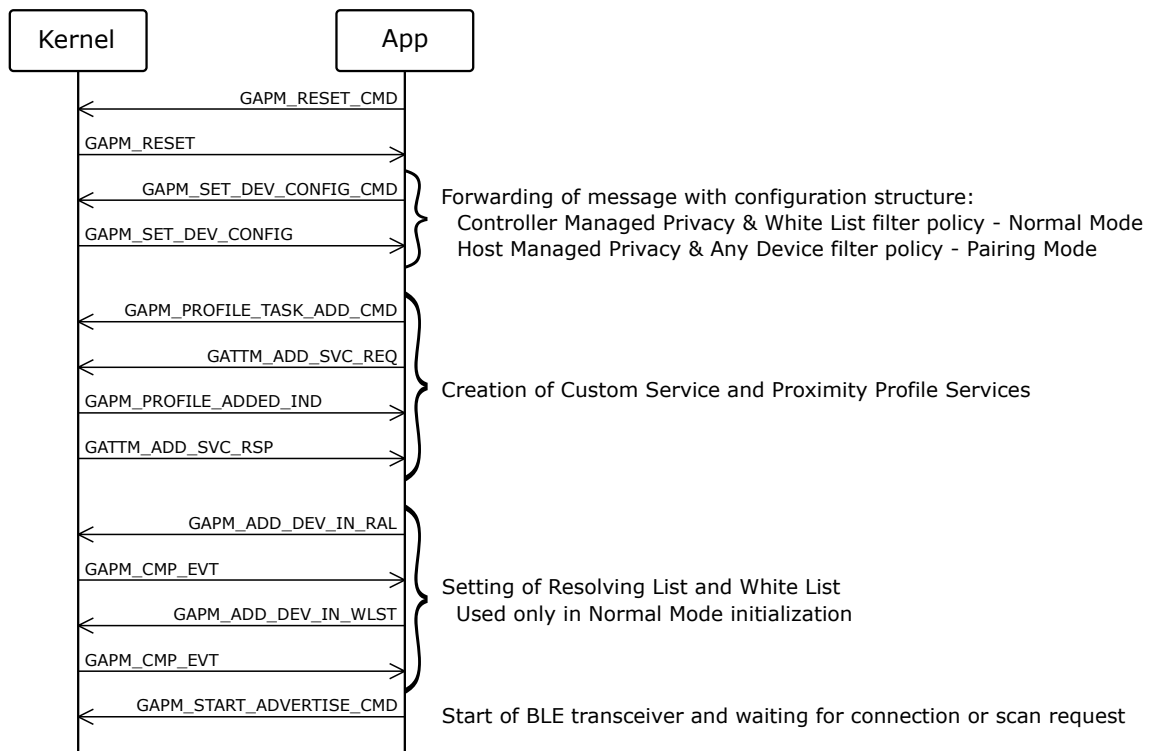 Kernel
App
GAPM_RESET_CMD
GAPM_RESET
GAPM_SET_DEV_CONFIG_CMD
GAPM_SET_DEV_CONFIG
Forwarding of message with configuration structure:
Controller Managed Privacy & White List filter policy - Normal Mode
Host Managed Privacy & Any Device filter policy - Pairing Mode
GAPM_PROFILE_TASK_ADD_CMD
GATTM_ADD_SVC_REQ
GAPM_PROFILE_ADDED_IND
GATTM_ADD_SVC_RSP
Creation of Custom Service and Proximity Profile Services
GAPM_ADD_DEV_IN_RAL
GAPM_CMP_EVT
GAPM_ADD_DEV_IN_WLST
GAPM_CMP_EVT
Setting of Resolving List and White List
Used only in Normal Mode initialization
GAPM_START_ADVERTISE_CMD
Start of BLE transceiver and waiting for connection or scan request